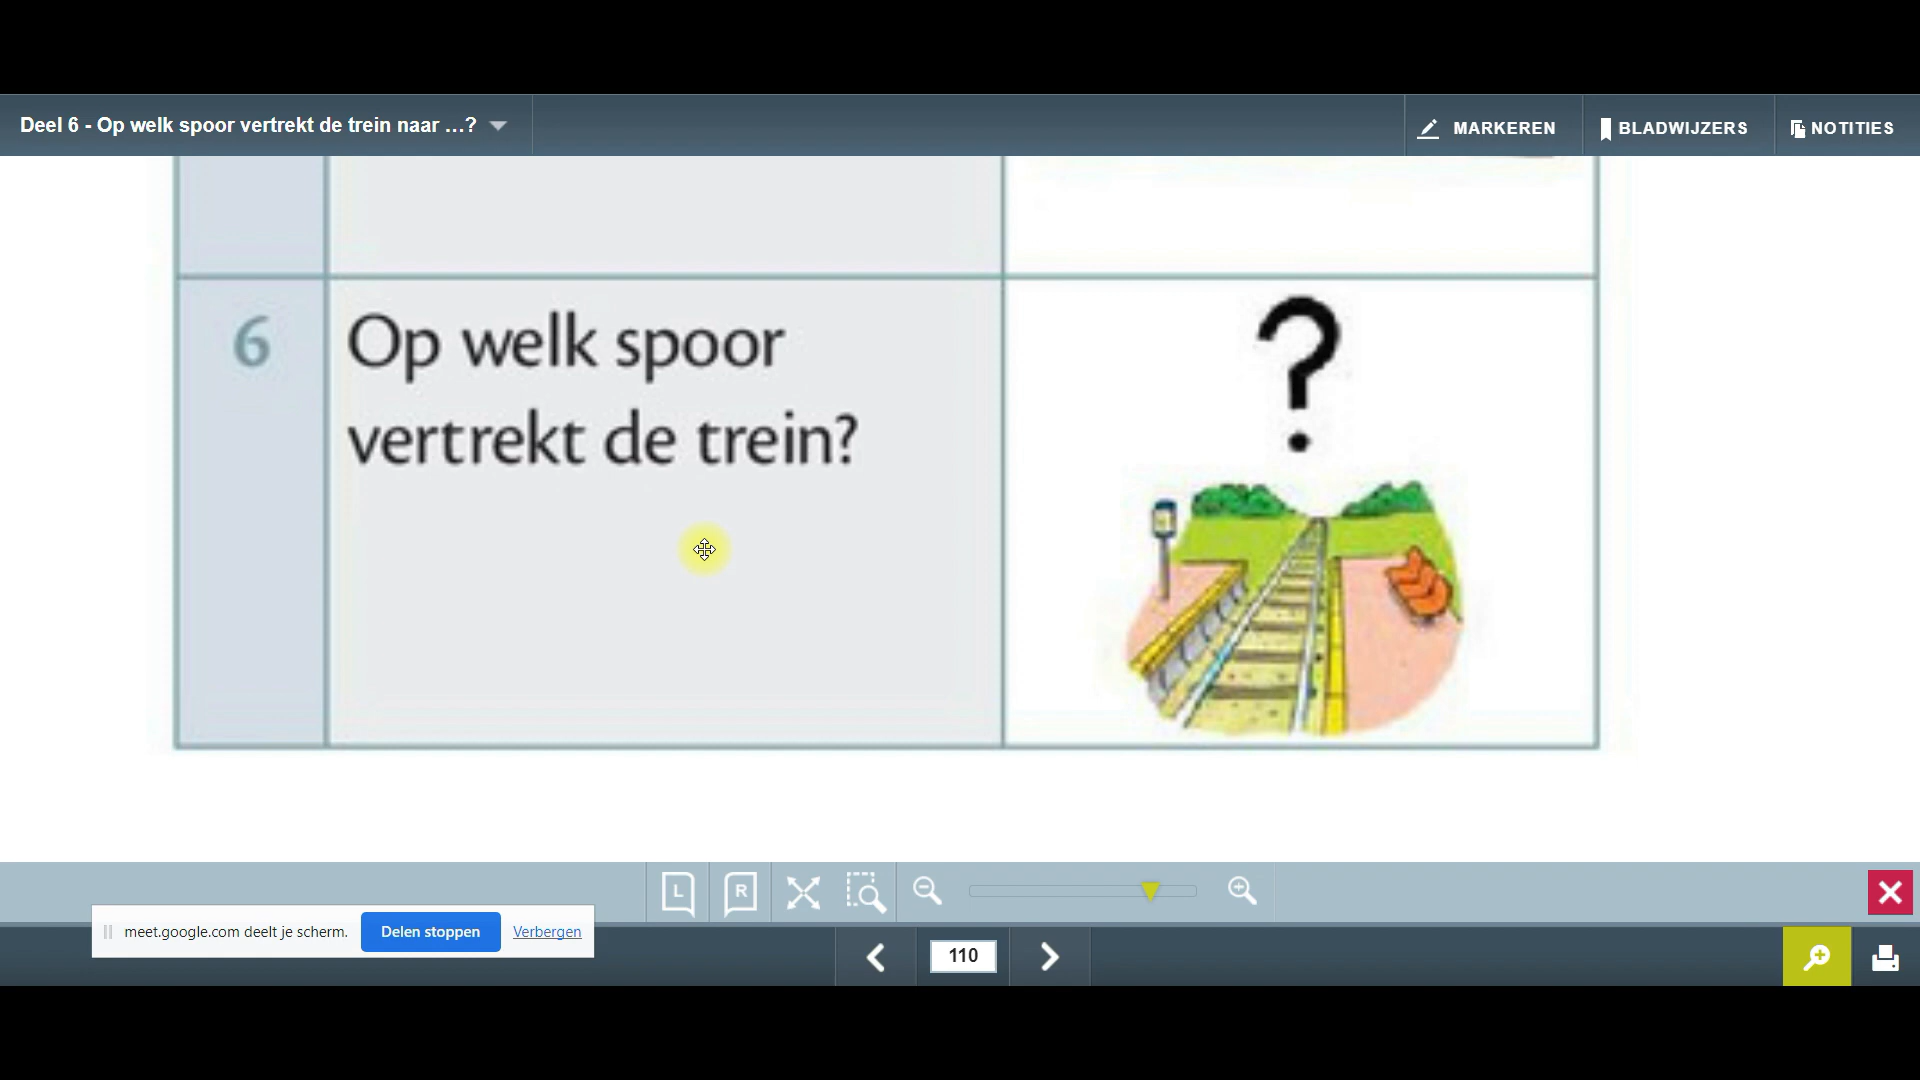 Deel 6 - Op welk spoor vertrekt de trein naar ...?
MARKEREN
BLADWIJZERS
NOTITIES
6
Op welk spoor
vertrekt de trein?
?
L
R
meet.google.com deelt je scherm.
Delen stoppen
Verbergen
110